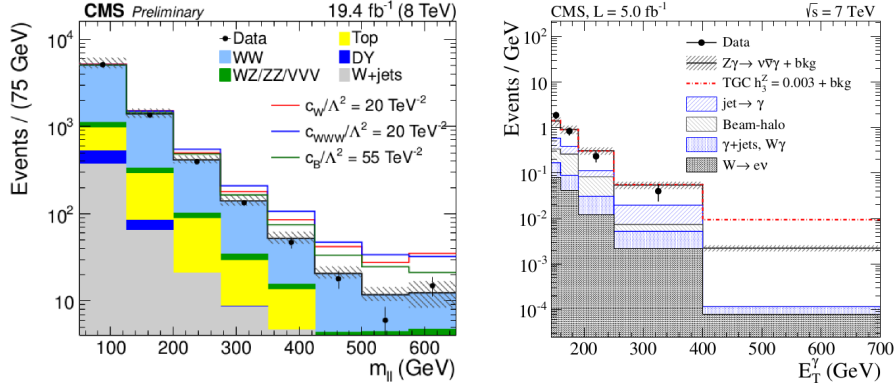 CMS Preliminary 19.4 fb⁻¹ (8 TeV)
Events / (75 GeV)
10⁴
10³
10²
10
Data
WW
WZ/ZZ/VVV
Top
DY
W+jets
c_W/Λ² = 20 TeV⁻²
c_WWW/Λ² = 20 TeV⁻²
c_B/Λ² = 55 TeV⁻²
100 200 300 400 500 600
m_ll (GeV)
CMS, L = 5.0 fb⁻¹ √s = 7 TeV
Events / GeV
10²
10
1
10⁻¹
10⁻²
10⁻³
10⁻⁴
Data
Zγ→ ν∇γ + bkg
TGC h₃ᶻ = 0.003 + bkg
jet→ γ
Beam-halo
γ+jets, Wγ
W→ eν
200 300 400 500 600 700
E_T^γ (GeV)